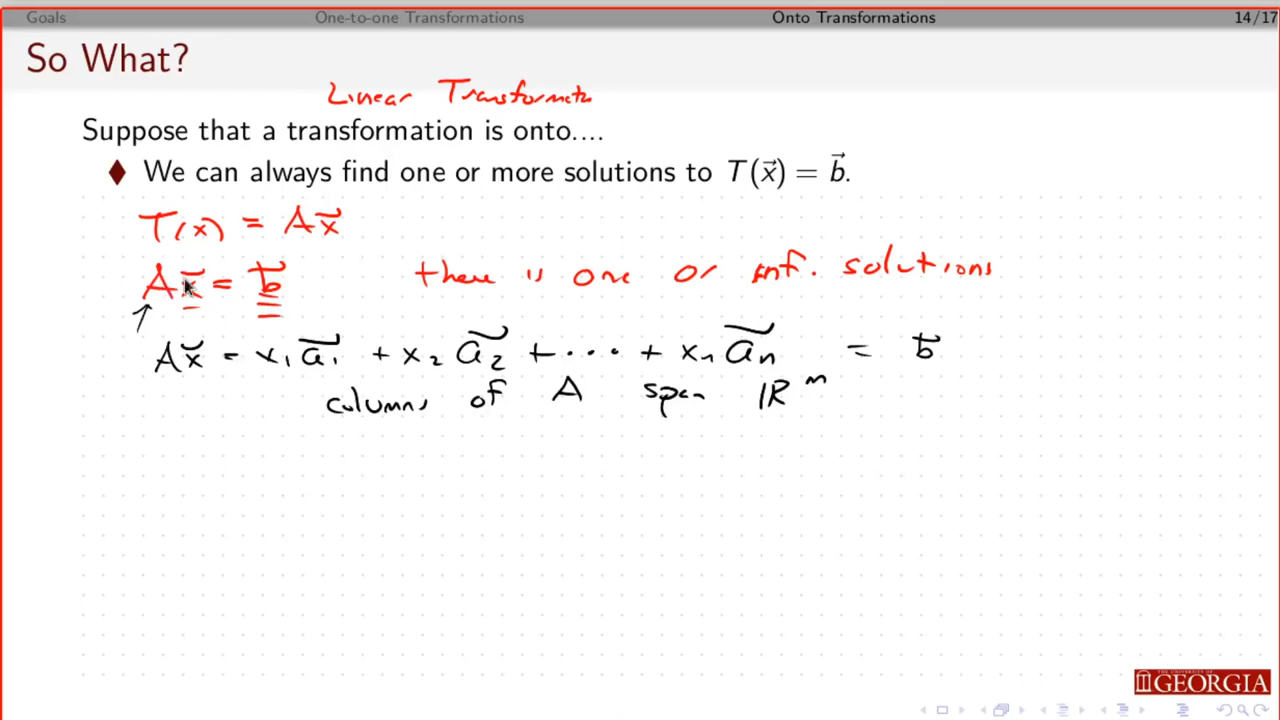 Goals One-to-one Transformations Onto Transformations 14/17
So What?
Linear Transformatn
Suppose that a transformation is onto....
♦ We can always find one or more solutions to T(x⃗) = b⃗.
T(x) = Ax⃗
Ax⃗ = b⃗ there is one or inf. solutions
Ax⃗ = x₁a⃗₁ + x₂a⃗₂ + ⋯ + xₙa⃗ₙ = b⃗
columns of A span ℝᵐ
GEORGIA